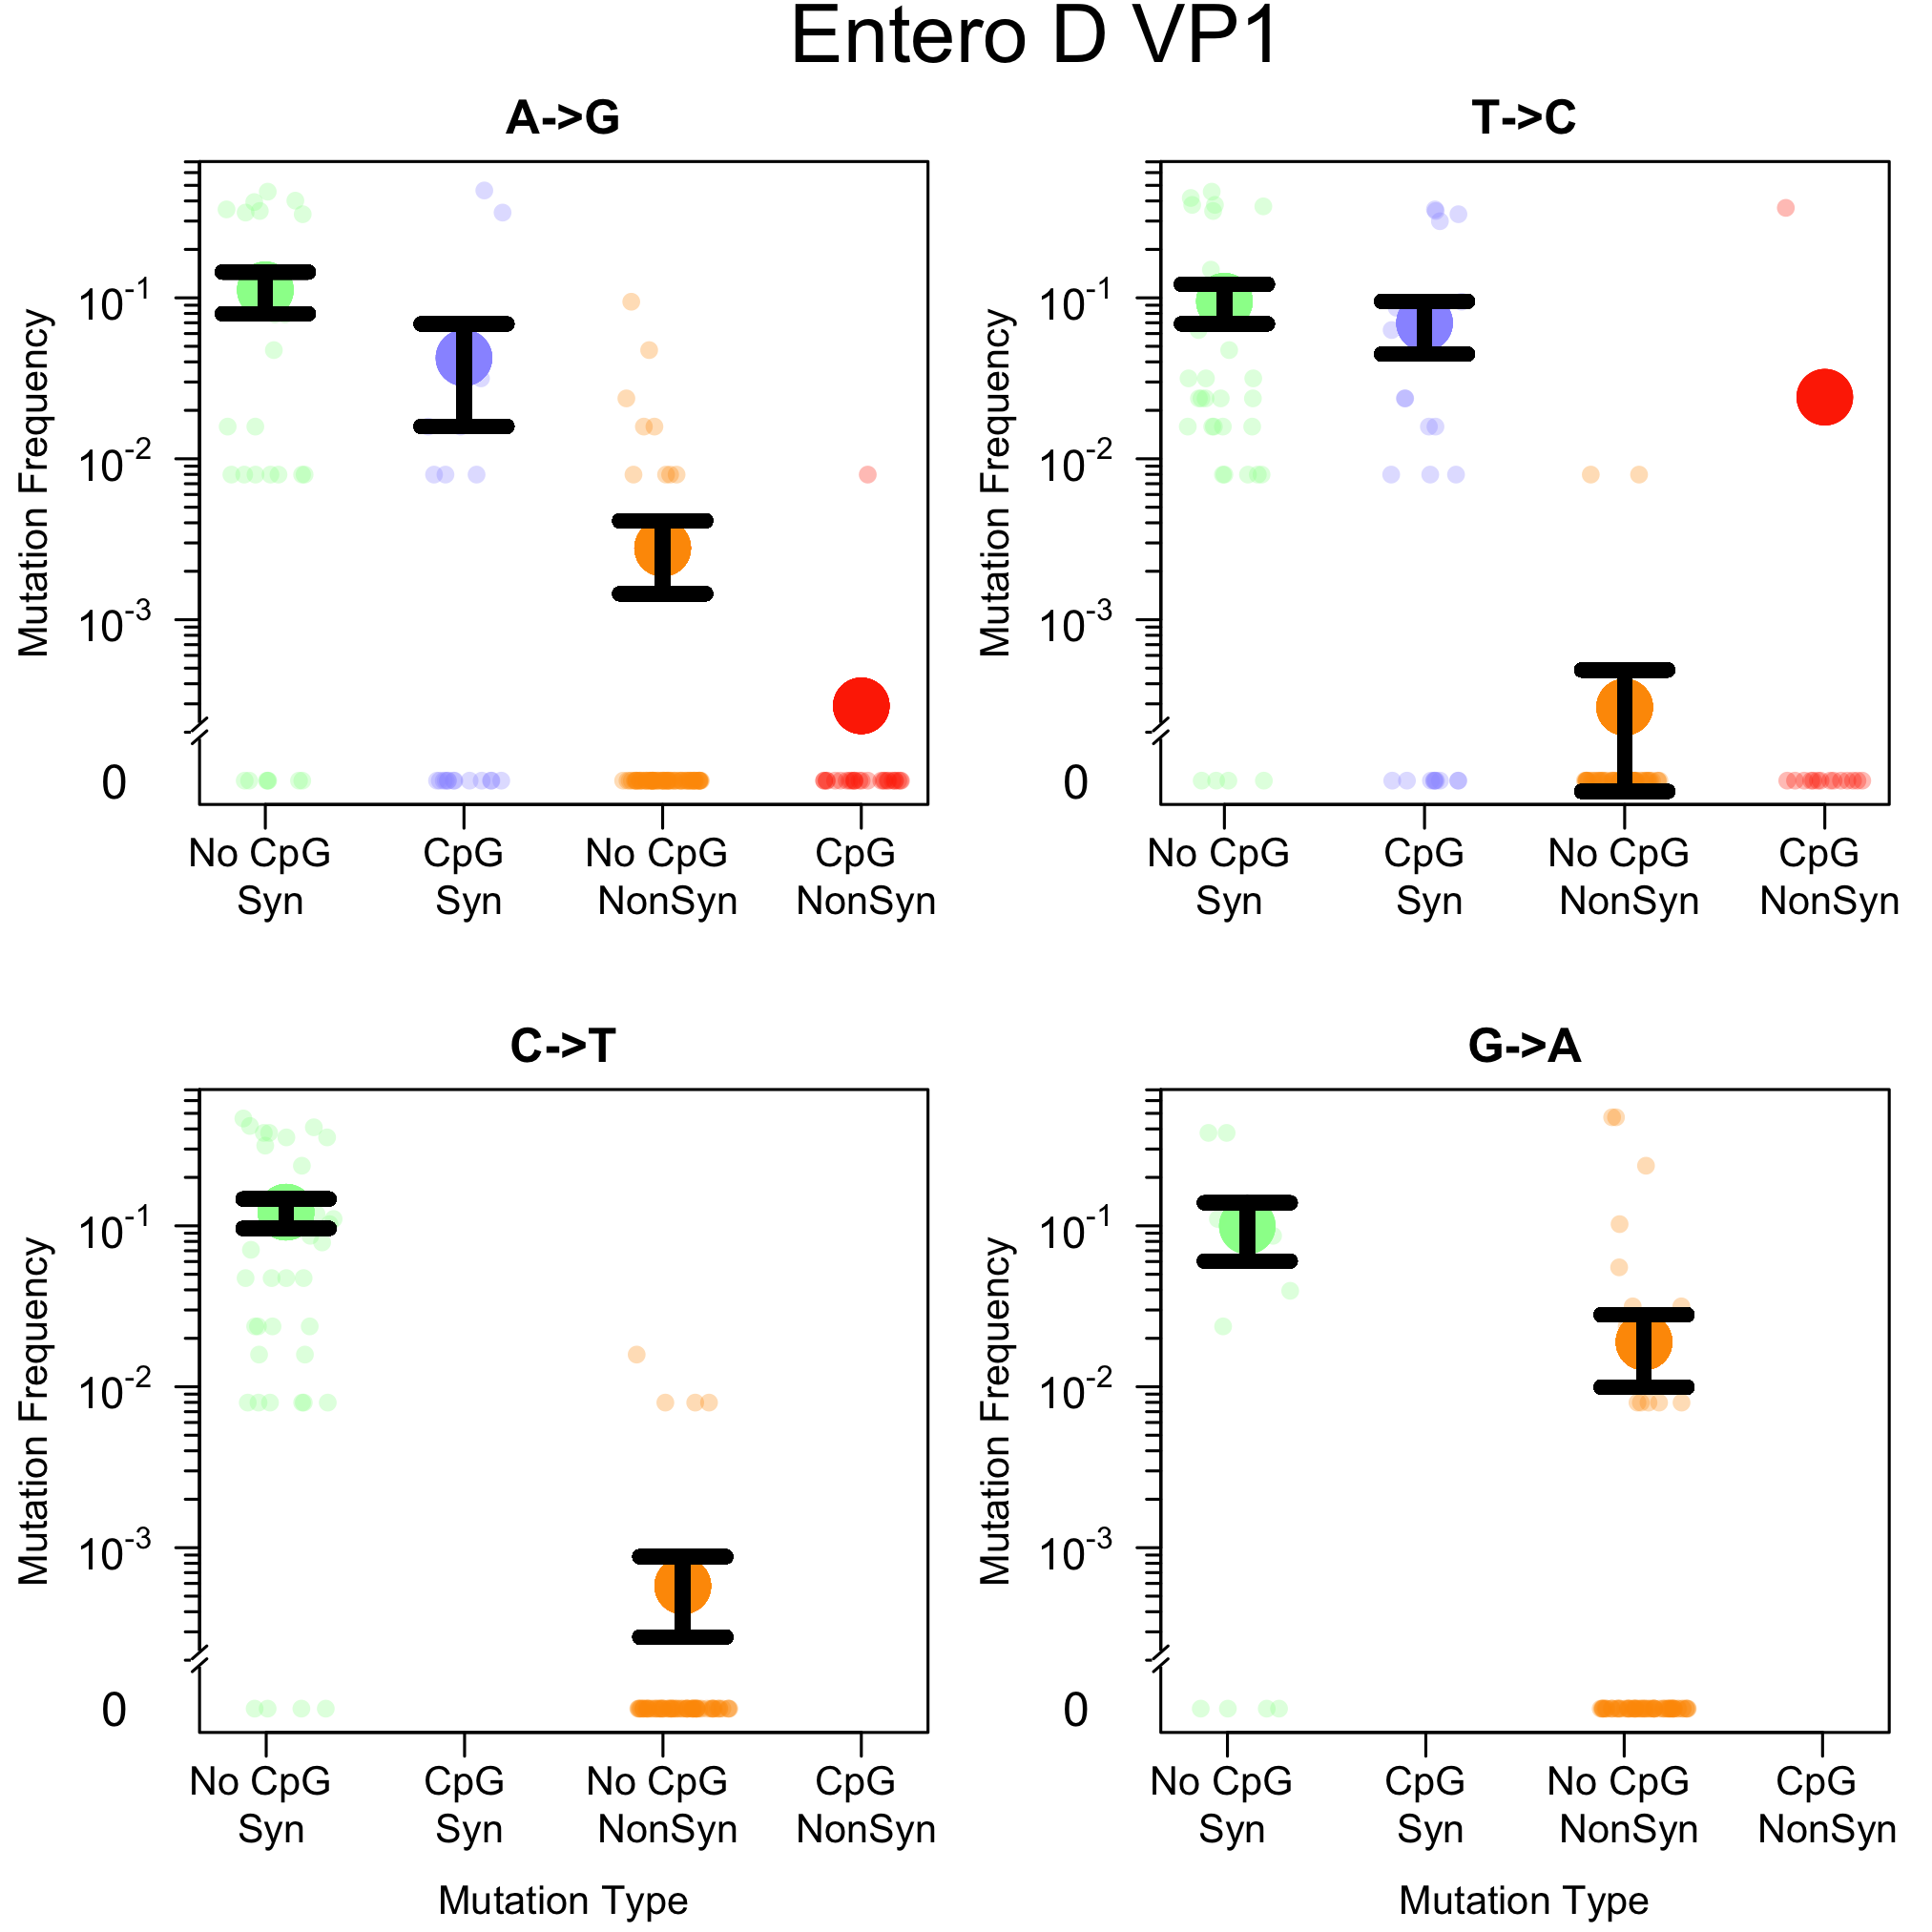 Entero D VP1
A->G
T->C
Mutation Frequency
10-1
10-2
10-3
0
Mutation Frequency
10-1
10-2
10-3
0
No CpG CpG No CpG CpG
Syn Syn NonSyn NonSyn
No CpG CpG No CpG CpG
Syn Syn NonSyn NonSyn
C->T
G->A
Mutation Frequency
10-1
10-2
10-3
0
Mutation Frequency
10-1
10-2
10-3
0
No CpG CpG No CpG CpG
Syn Syn NonSyn NonSyn
No CpG CpG No CpG CpG
Syn Syn NonSyn NonSyn
Mutation Type
Mutation Type